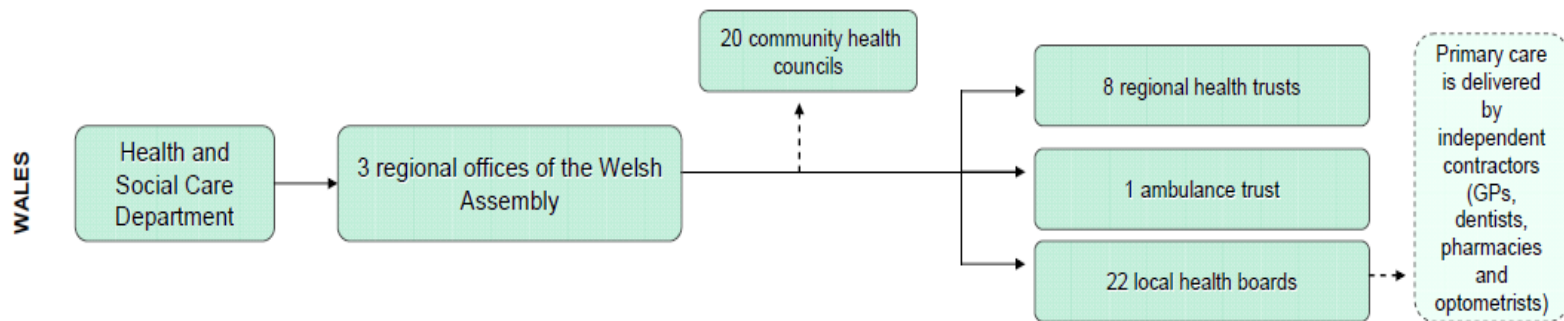 WALES
Health and
Social Care
Department
3 regional offices of the Welsh
Assembly
20 community health
councils
8 regional health trusts
1 ambulance trust
22 local health boards
Primary care
is delivered
by
independent
contractors
(GPs,
dentists,
pharmacies
and
optometrists)